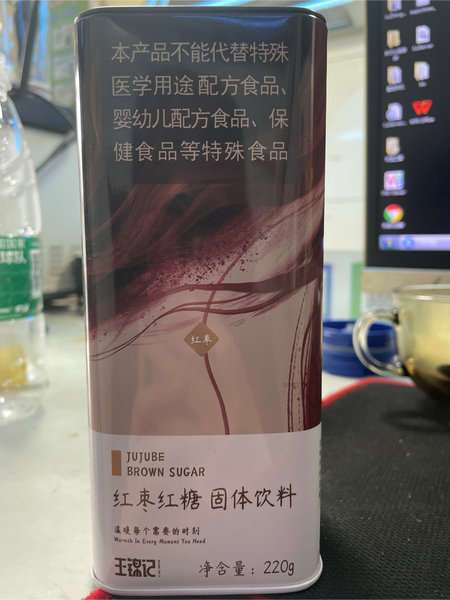 本产品不能代替特殊
医学用途配方食品、
婴幼儿配方食品、保
健食品等特殊食品
红枣
JUJUBE
BROWN SUGAR
红枣红糖 固体饮料
温暖每个需要的时刻
Warmth In Every Moment You Need
王锦记
净含量：220g